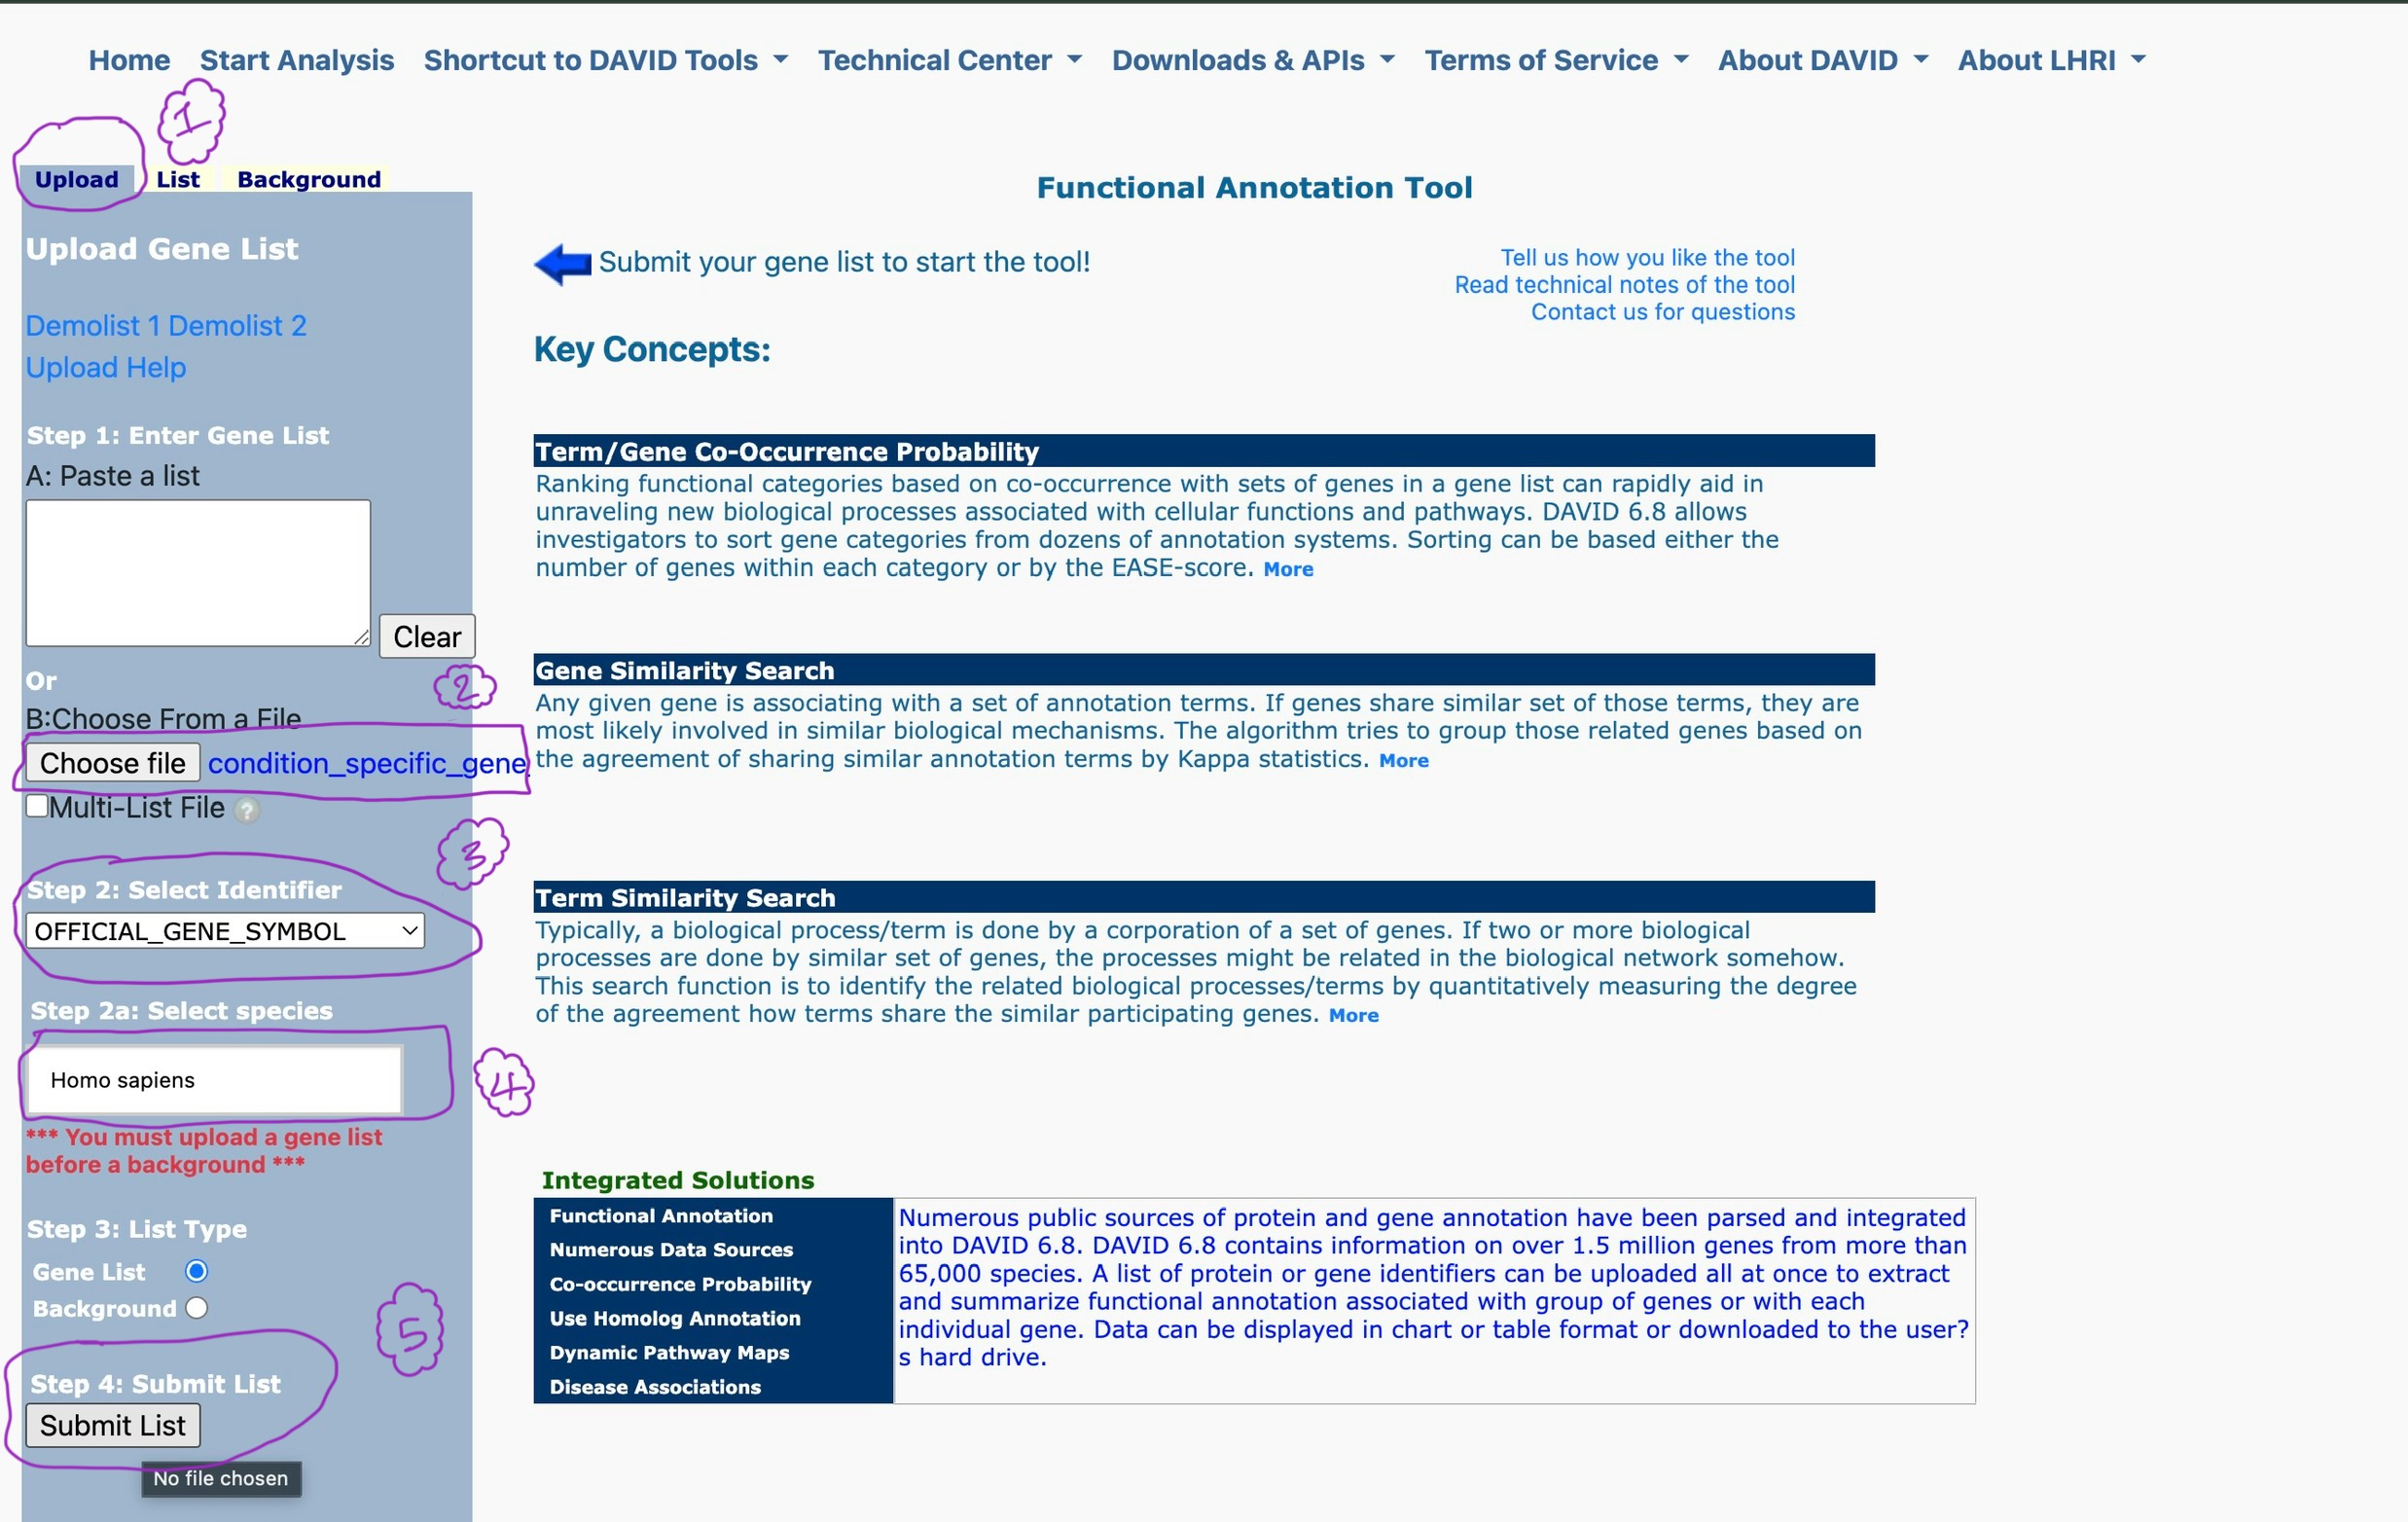 Home Start Analysis Shortcut to DAVID Tools Technical Center Downloads & APIs Terms of Service About DAVID About LHRI
1
Upload List Background
Upload Gene List
Demolist 1 Demolist 2
Upload Help
Step 1: Enter Gene List
A: Paste a list
Clear
Or
2
B:Choose From a File
Choose file condition_specific_gene
Multi-List File ?
3
Step 2: Select Identifier
OFFICIAL_GENE_SYMBOL
Step 2a: Select species
Homo sapiens
4
*** You must upload a gene list
before a background ***
Step 3: List Type
Gene List
Background
5
Step 4: Submit List
Submit List
No file chosen
Functional Annotation Tool
Submit your gene list to start the tool!
Tell us how you like the tool
Read technical notes of the tool
Contact us for questions
Key Concepts:
Term/Gene Co-Occurrence Probability
Ranking functional categories based on co-occurrence with sets of genes in a gene list can rapidly aid in
unraveling new biological processes associated with cellular functions and pathways. DAVID 6.8 allows
investigators to sort gene categories from dozens of annotation systems. Sorting can be based either the
number of genes within each category or by the EASE-score. More
Gene Similarity Search
Any given gene is associating with a set of annotation terms. If genes share similar set of those terms, they are
most likely involved in similar biological mechanisms. The algorithm tries to group those related genes based on
the agreement of sharing similar annotation terms by Kappa statistics. More
Term Similarity Search
Typically, a biological process/term is done by a corporation of a set of genes. If two or more biological
processes are done by similar set of genes, the processes might be related in the biological network somehow.
This search function is to identify the related biological processes/terms by quantitatively measuring the degree
of the agreement how terms share the similar participating genes. More
Integrated Solutions
Functional Annotation
Numerous Data Sources
Co-occurrence Probability
Use Homolog Annotation
Dynamic Pathway Maps
Disease Associations
Numerous public sources of protein and gene annotation have been parsed and integrated
into DAVID 6.8. DAVID 6.8 contains information on over 1.5 million genes from more than
65,000 species. A list of protein or gene identifiers can be uploaded all at once to extract
and summarize functional annotation associated with group of genes or with each
individual gene. Data can be displayed in chart or table format or downloaded to the user?
s hard drive.